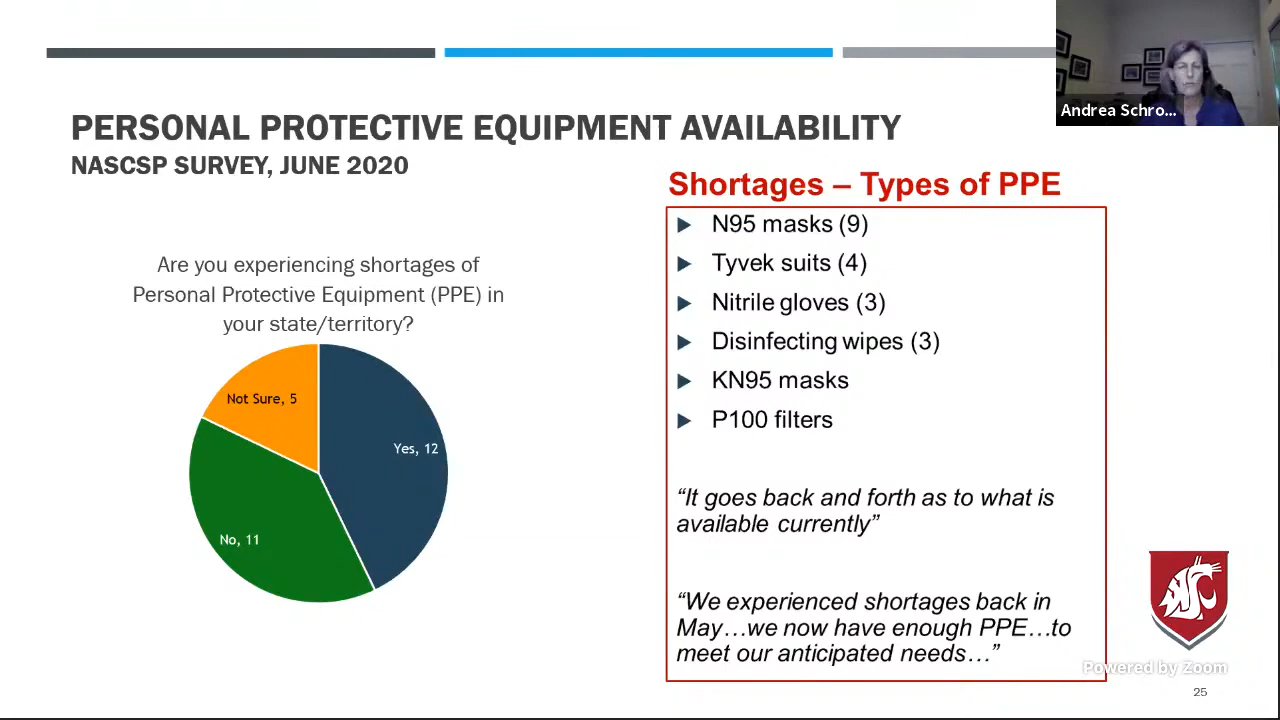 PERSONAL PROTECTIVE EQUIPMENT AVAILABILITY
NASCSP SURVEY, JUNE 2020
Andrea Schro...
Are you experiencing shortages of
Personal Protective Equipment (PPE) in
your state/territory?
Not Sure, 5
Yes, 12
No, 11
Shortages – Types of PPE
N95 masks (9)
Tyvek suits (4)
Nitrile gloves (3)
Disinfecting wipes (3)
KN95 masks
P100 filters
“It goes back and forth as to what is
available currently”
“We experienced shortages back in
May…we now have enough PPE…to
meet our anticipated needs…”
Powered by Zoom
25